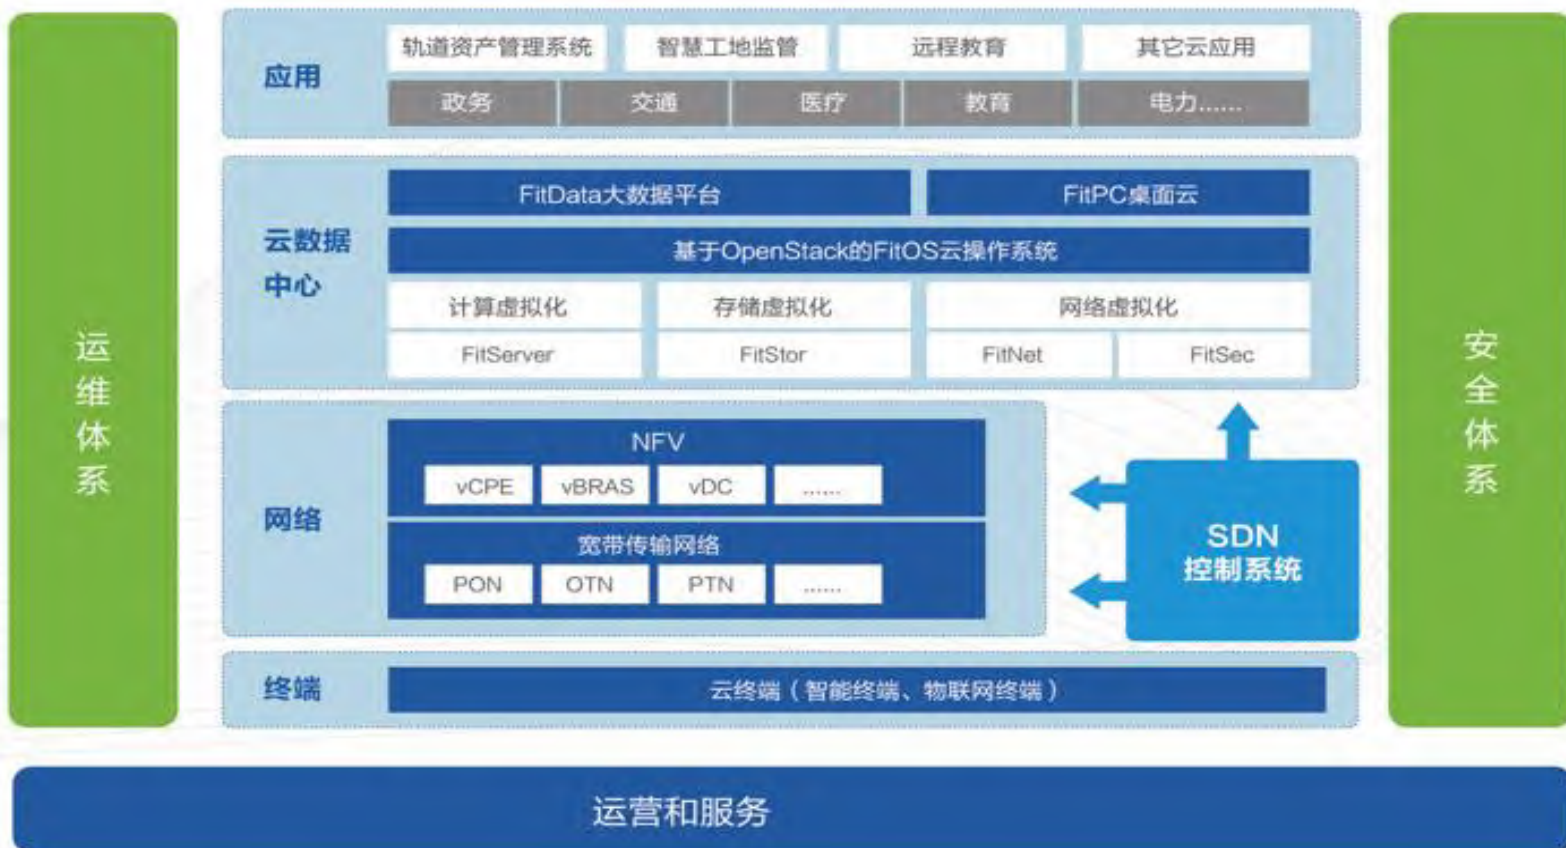 运维体系
应用
轨道资产管理系统
智慧工地监管
远程教育
其它云应用
政务
交通
医疗
教育
电力......
云数据
中心
FitData大数据平台
FitPC桌面云
基于OpenStack的FitOS云操作系统
计算虚拟化
存储虚拟化
网络虚拟化
FitServer
FitStor
FitNet
FitSec
网络
NFV
vCPE
vBRAS
vDC
......
宽带传输网络
PON
OTN
PTN
......
SDN
控制系统
终端
云终端（智能终端、物联网终端）
安全体系
运营和服务